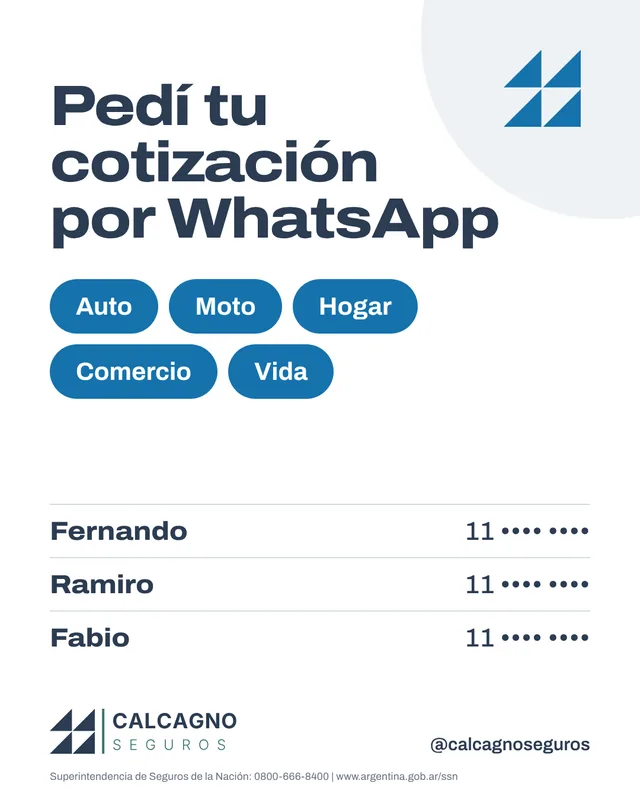 Pedí tu
cotización
por WhatsApp
Auto
Moto
Hogar
Comercio
Vida
Fernando 11 •••• ••••
Ramiro 11 •••• ••••
Fabio 11 •••• ••••
CALCAGNO
SEGUROS
@calcagnoseguros
Superintendencia de Seguros de la Nación: 0800-666-8400 | www.argentina.gob.ar/ssn